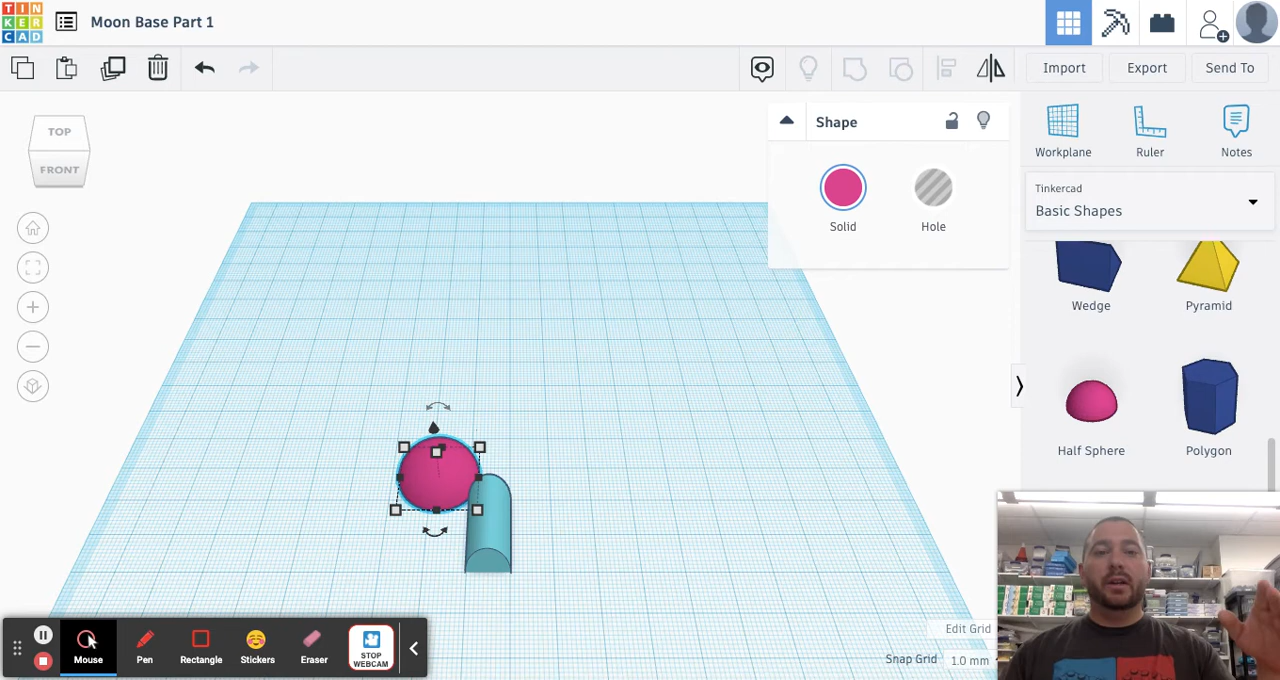 TIN
KER
CAD
Moon Base Part 1
Import
Export
Send To
TOP
FRONT
Shape
Solid
Hole
Workplane
Ruler
Notes
Tinkercad
Basic Shapes
Wedge
Pyramid
Half Sphere
Polygon
Edit Grid
Snap Grid
1.0 mm
Mouse
Pen
Rectangle
Stickers
Eraser
STOP
WEBCAM